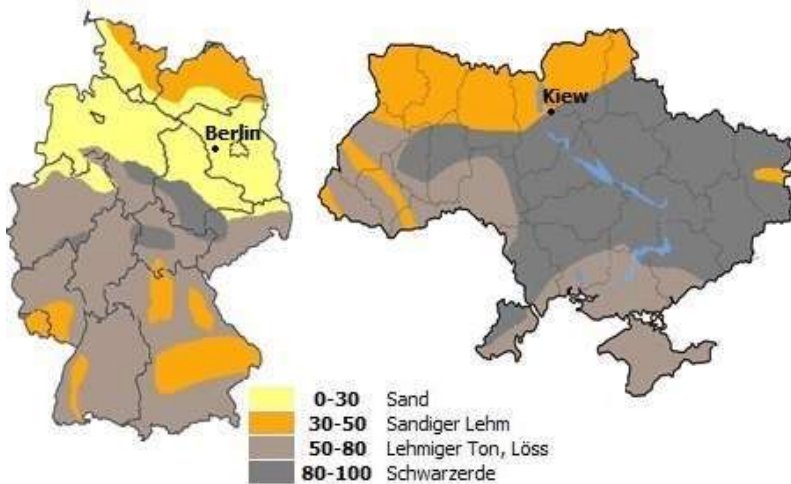 Kiew
Berlin
0-30 Sand
30-50 Sandiger Lehm
50-80 Lehmiger Ton, Löss
80-100 Schwarzerde